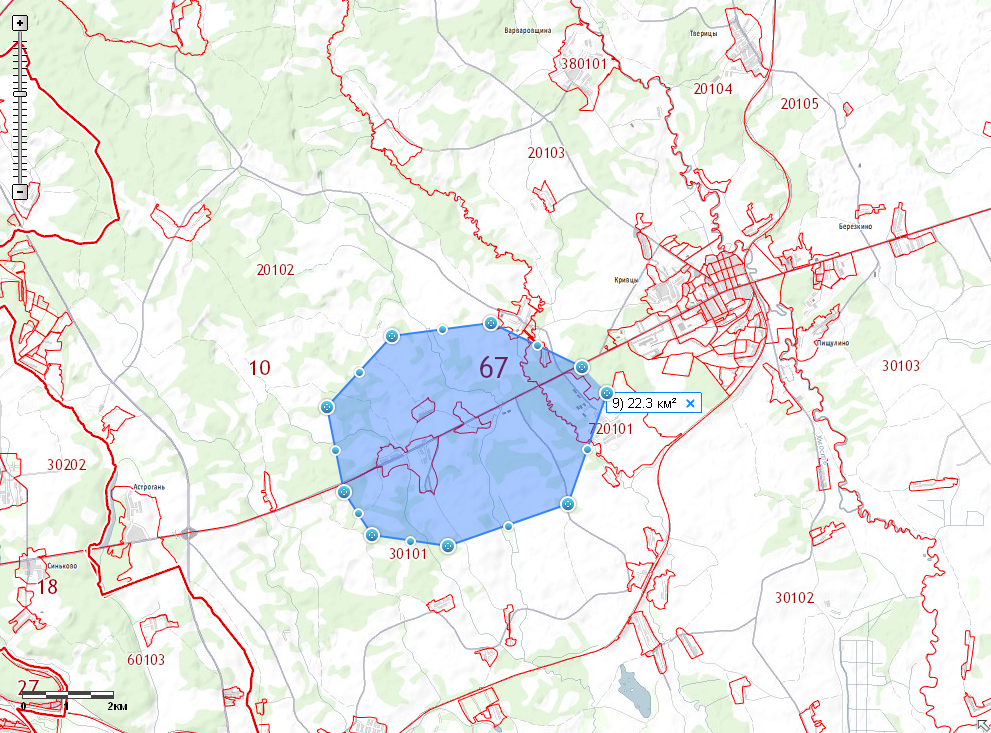 +
Варваровщина
Тверицы
380101
20104
20105
20103
-
Березкино
20102
Кривцы
Пищулино
67
10
30103
9) 22.3 км² ×
720101
30202
Астрогань
30101
Синьково
18
30102
60103
27
0 1 2км